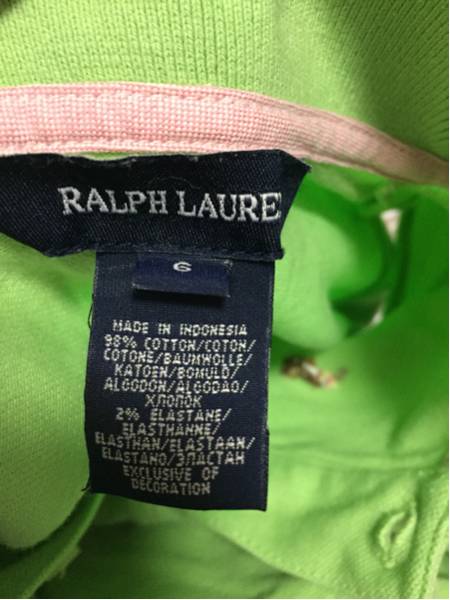 RALPH LAURE
6
MADE IN INDONESIA
98% COTTON/COTON/
COTONE/BAUMWOLLE/
KATOEN/BOMULD/
ALGODON/ALGODAO/
ХЛОПОК
2% ELASTANE/
ELASTHANNE/
ELASTHAN/ELASTAAN/
ELASTANO/ЭЛАСТАН
EXCLUSIVE OF
DECORATION